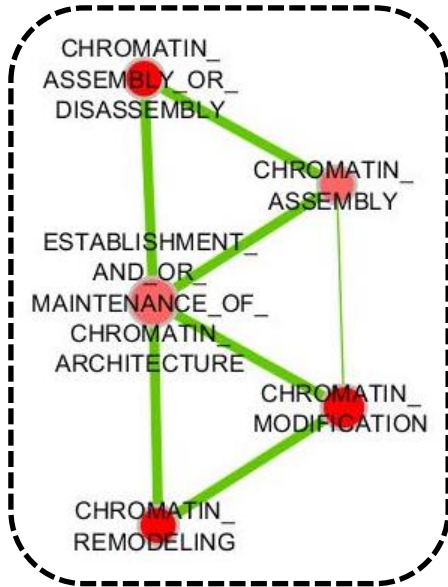 CHROMATIN_
ASSEMBLY_OR_
DISASSEMBLY
CHROMATIN_
ASSEMBLY
ESTABLISHMENT_
AND_OR_
MAINTENANCE_OF_
CHROMATIN_
ARCHITECTURE
CHROMATIN_
MODIFICATION
CHROMATIN_
REMODELING